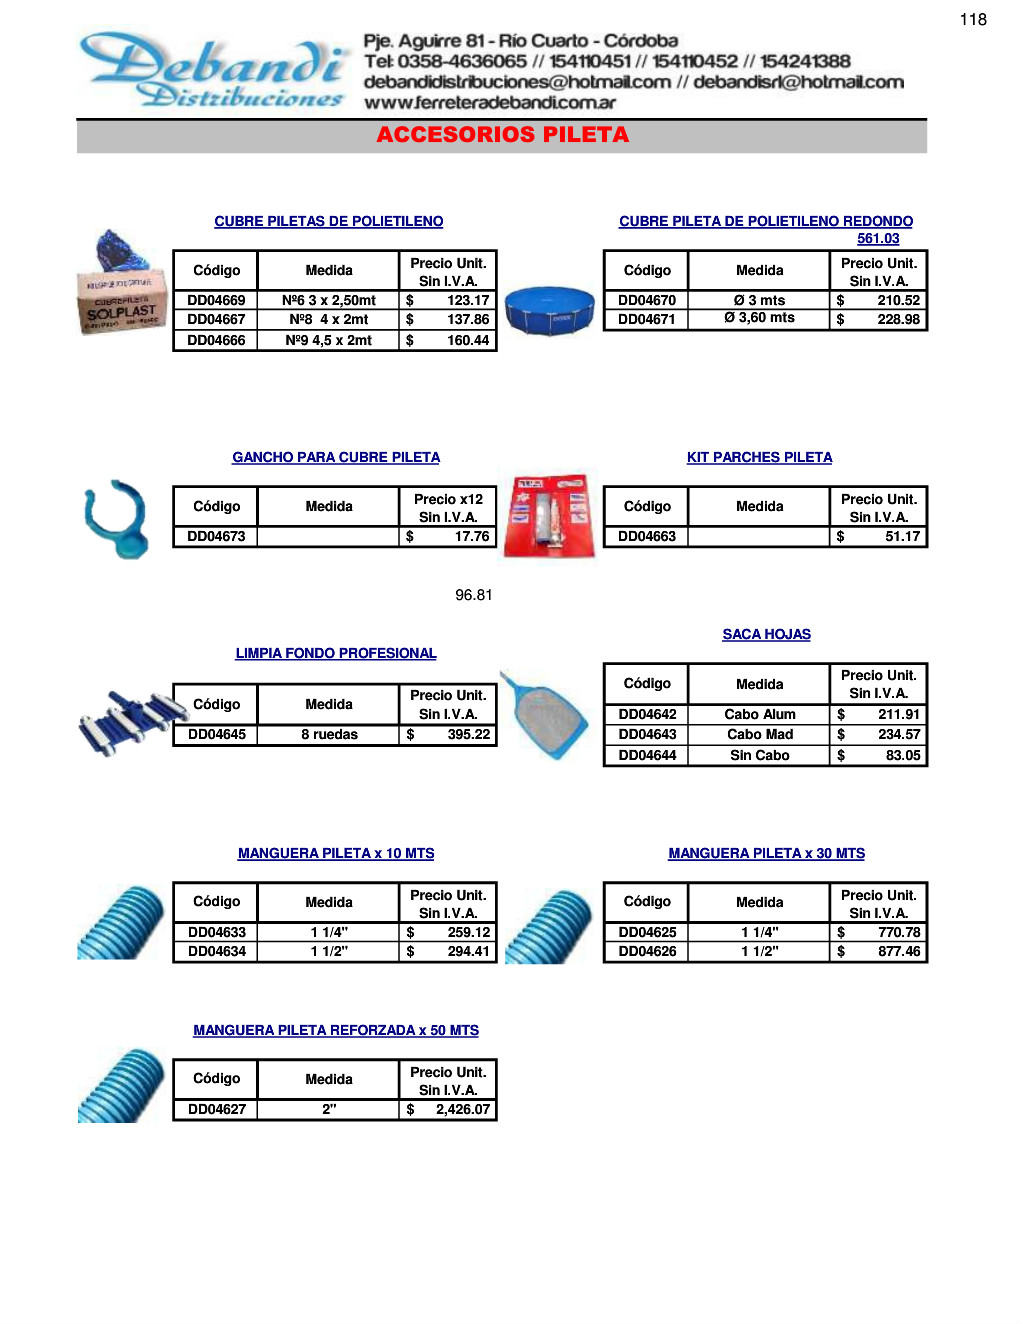 118
Debandi
Distribuciones
Pje. Aguirre 81 - Río Cuarto - Córdoba
Tel: 0358-4636065 // 154110451 // 154110452 // 154241388
debandidistribuciones@hotmail.com // debandisrl@hotmail.com
www.ferreteradebandi.com.ar
ACCESORIOS PILETA
CUBRE PILETAS DE POLIETILENO
Código Medida Precio Unit. Sin I.V.A.
DD04669 Nº6 3 x 2,50mt $ 123.17
DD04667 Nº8 4 x 2mt $ 137.86
DD04666 Nº9 4,5 x 2mt $ 160.44
CUBREPILETA
SOLPLAST
CUBRE PILETA DE POLIETILENO REDONDO
561.03
Código Medida Precio Unit. Sin I.V.A.
DD04670 Ø 3 mts $ 210.52
DD04671 Ø 3,60 mts $ 228.98
GANCHO PARA CUBRE PILETA
Código Medida Precio x12 Sin I.V.A.
DD04673 $ 17.76
KIT PARCHES PILETA
Código Medida Precio Unit. Sin I.V.A.
DD04663 $ 51.17
96.81
LIMPIA FONDO PROFESIONAL
Código Medida Precio Unit. Sin I.V.A.
DD04645 8 ruedas $ 395.22
SACA HOJAS
Código Medida Precio Unit. Sin I.V.A.
DD04642 Cabo Alum $ 211.91
DD04643 Cabo Mad $ 234.57
DD04644 Sin Cabo $ 83.05
MANGUERA PILETA x 10 MTS
Código Medida Precio Unit. Sin I.V.A.
DD04633 1 1/4" $ 259.12
DD04634 1 1/2" $ 294.41
MANGUERA PILETA x 30 MTS
Código Medida Precio Unit. Sin I.V.A.
DD04625 1 1/4" $ 770.78
DD04626 1 1/2" $ 877.46
MANGUERA PILETA REFORZADA x 50 MTS
Código Medida Precio Unit. Sin I.V.A.
DD04627 2" $ 2,426.07